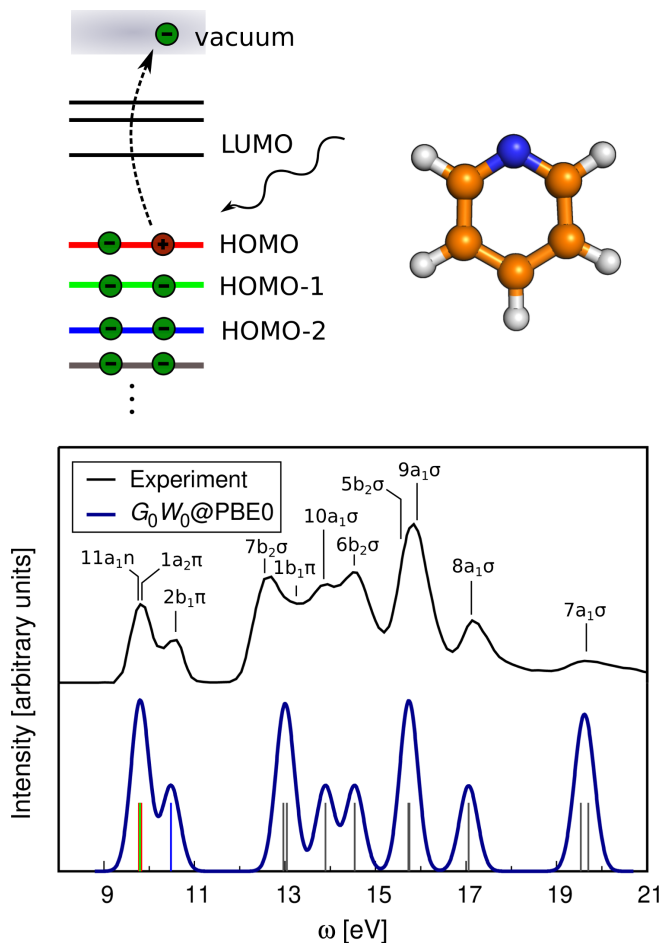 vacuum
LUMO
HOMO
HOMO-1
HOMO-2
Experiment
G₀W₀@PBE0
11a₁n
1a₂π
2b₁π
7b₂σ
1b₁π
10a₁σ
6b₂σ
5b₂σ
9a₁σ
8a₁σ
7a₁σ
Intensity [arbitrary units]
9 11 13 15 17 19 21
ω [eV]